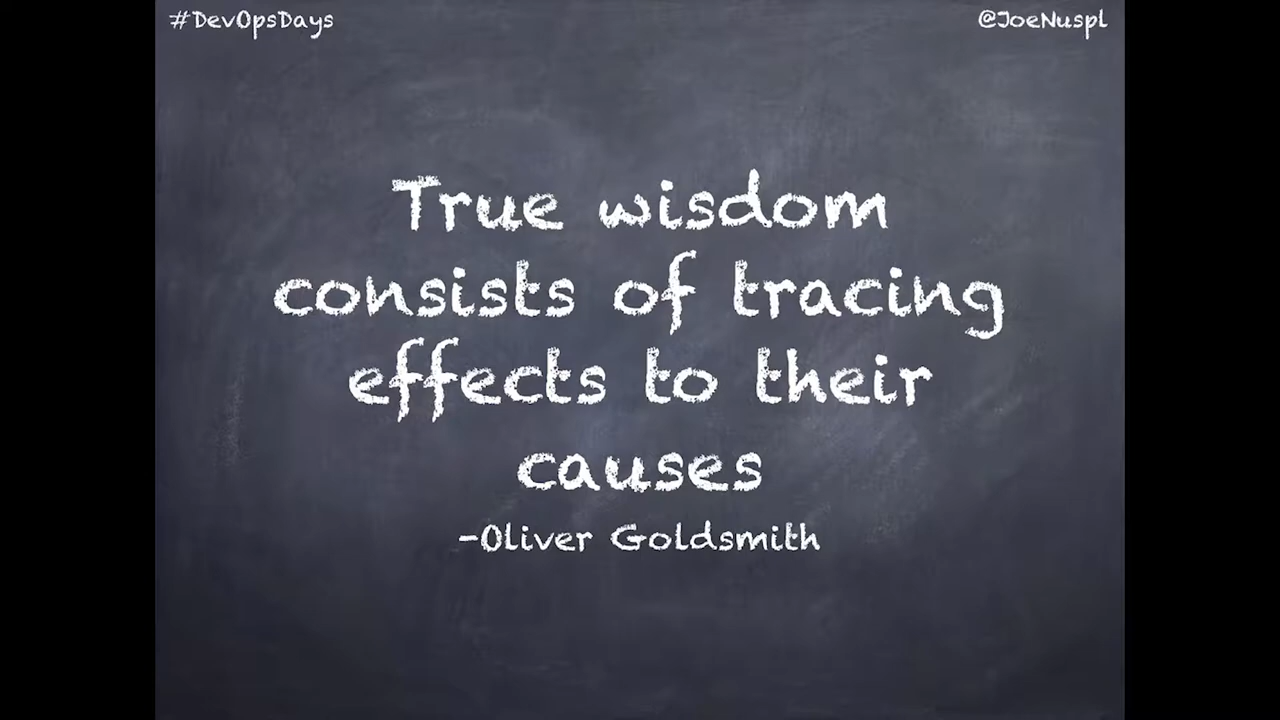 #DevOpsDays
@JoeNuspl
True wisdom
consists of tracing
effects to their
causes
-Oliver Goldsmith